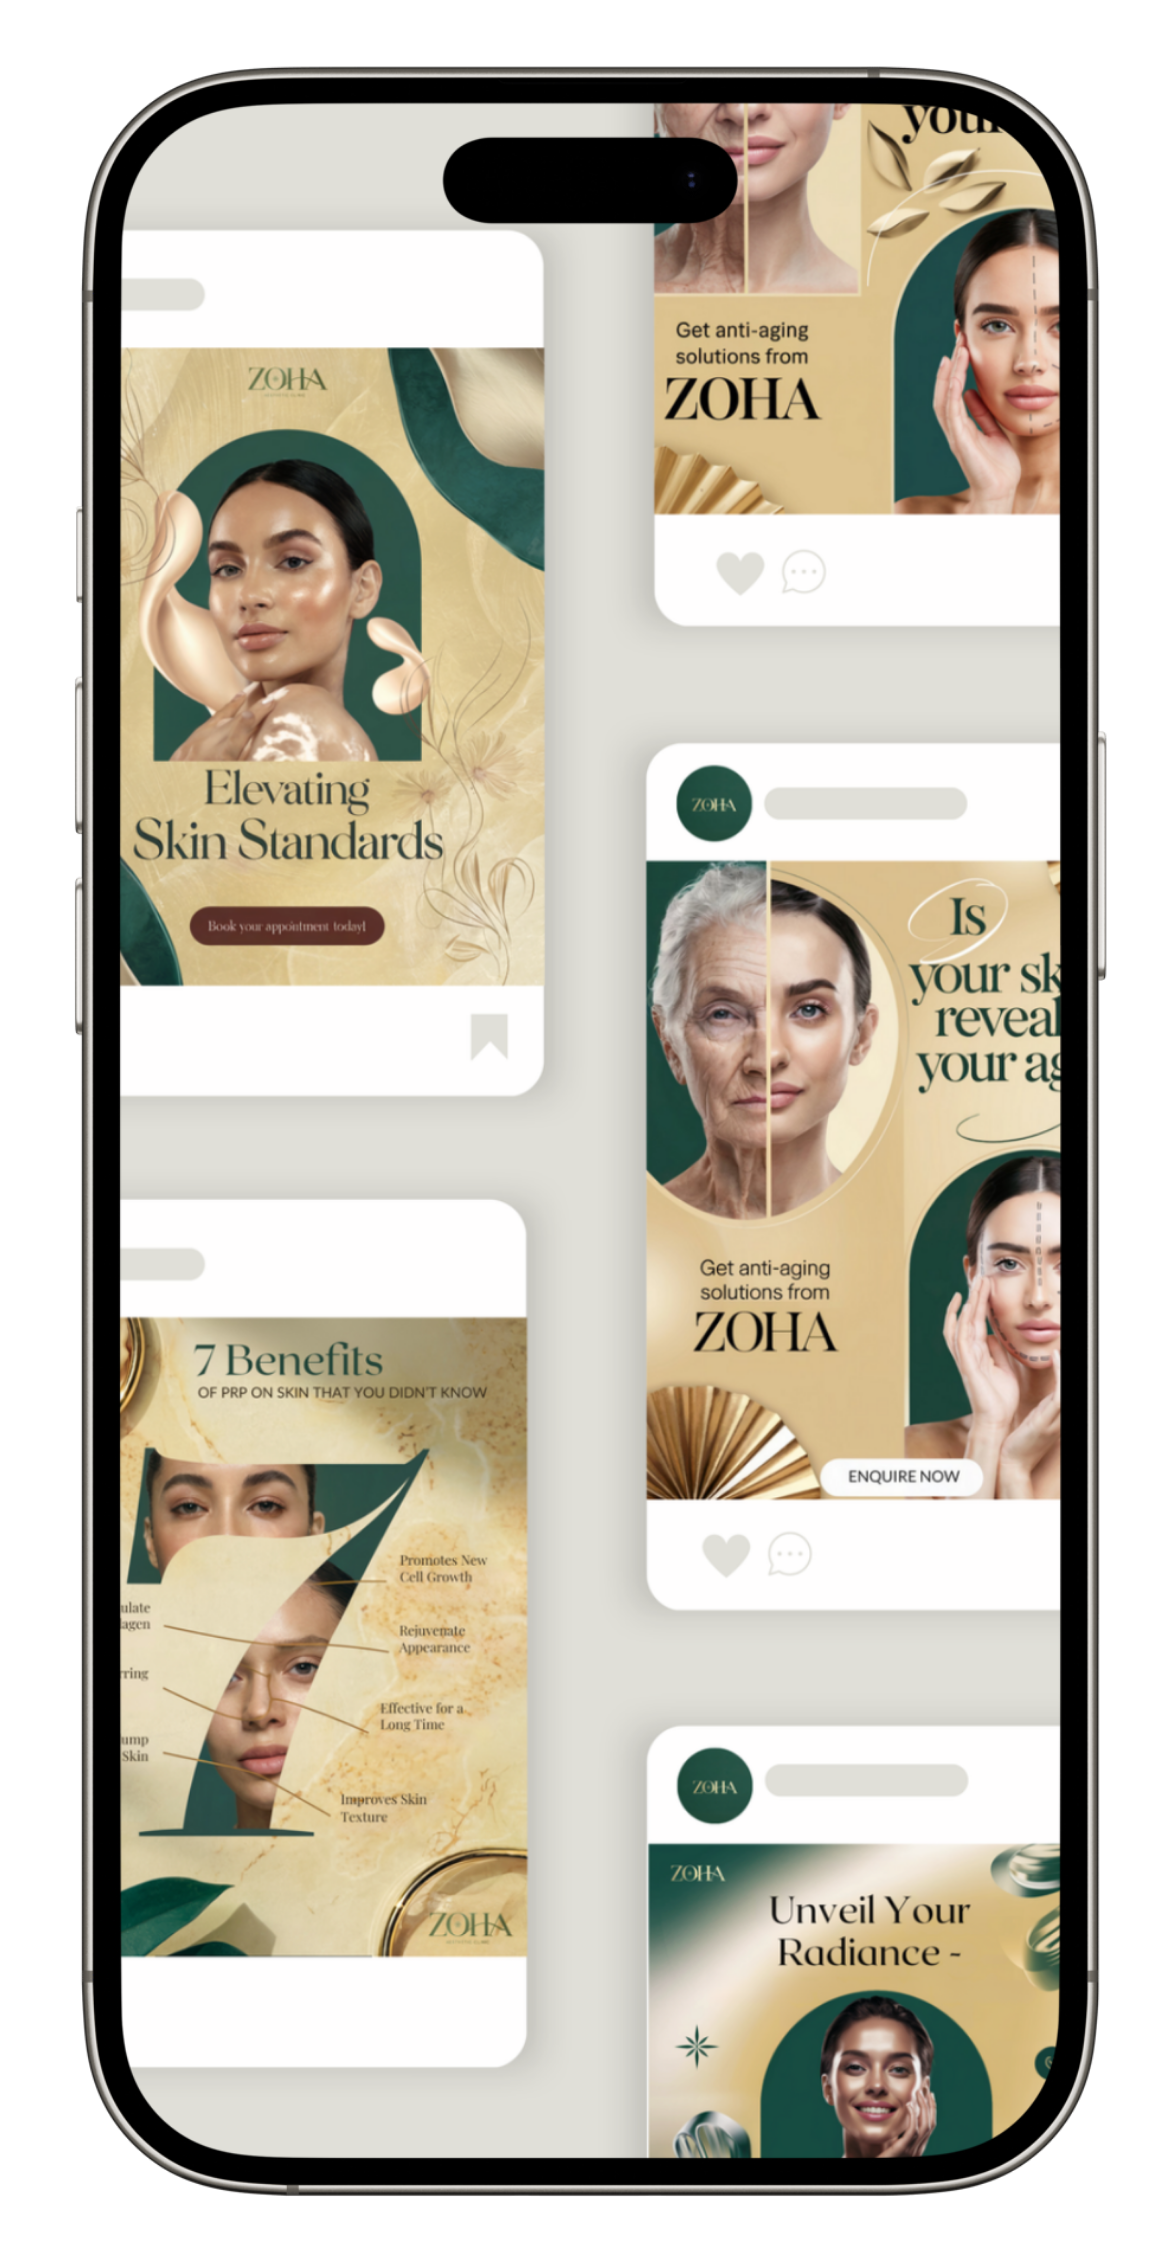 your
Get anti-aging
solutions from
ZOHA
ZOHA
Elevating
Skin Standards
Book your appointment today!
ZOHA
Is
your sk
reveal
your ag
Get anti-aging
solutions from
ZOHA
ENQUIRE NOW
7 Benefits
OF PRP ON SKIN THAT YOU DIDN'T KNOW
Promotes New
Cell Growth
ulate
lagen
Rejuvenate
Appearance
rring
Effective for a
Long Time
ump
Skin
Improves Skin
Texture
ZOHA
ZOHA
ZOHA
Unveil Your
Radiance -